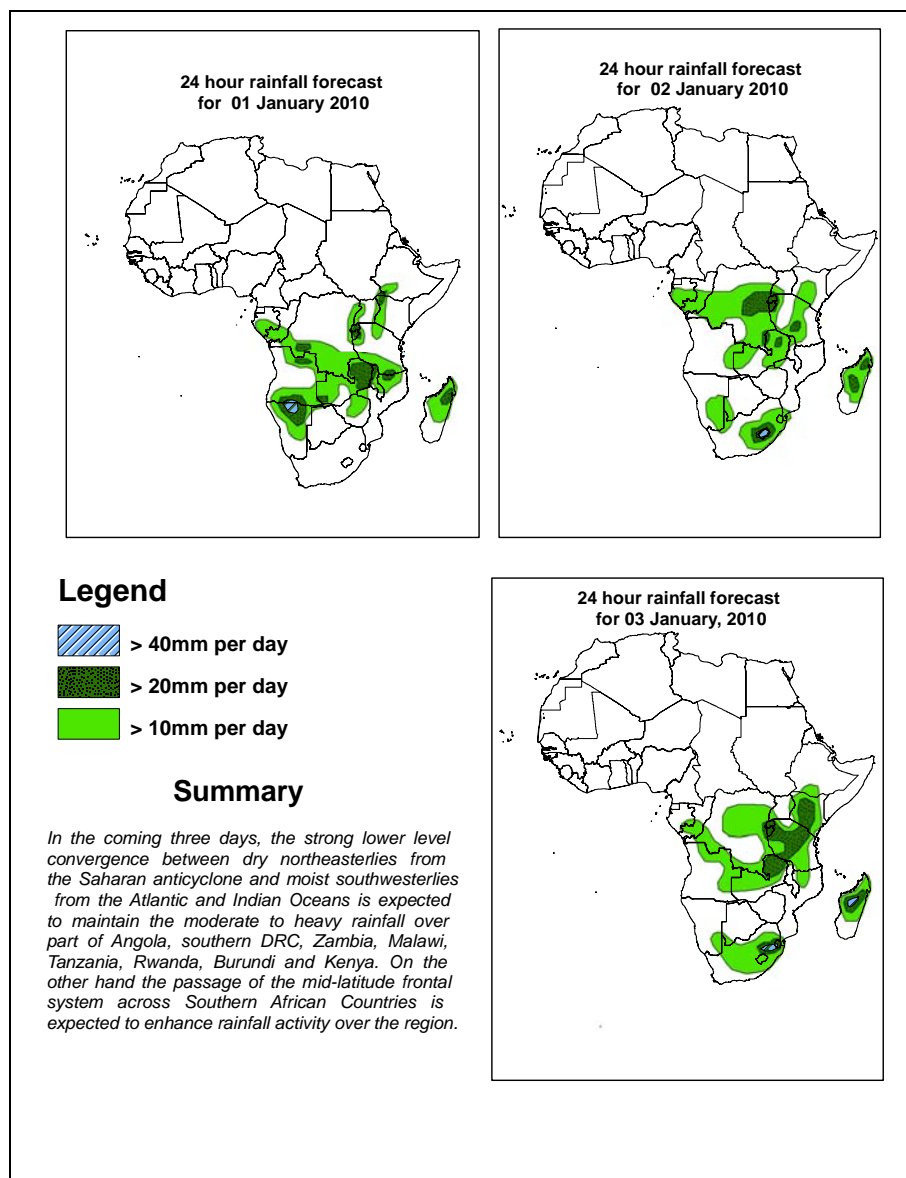 24 hour rainfall forecast
for 01 January 2010
24 hour rainfall forecast
for 02 January 2010
Legend
> 40mm per day
> 20mm per day
> 10mm per day
24 hour rainfall forecast
for 03 January, 2010
Summary
In the coming three days, the strong lower level
convergence between dry northeasterlies from
the Saharan anticyclone and moist southwesterlies
from the Atlantic and Indian Oceans is expected
to maintain the moderate to heavy rainfall over
part of Angola, southern DRC, Zambia, Malawi,
Tanzania, Rwanda, Burundi and Kenya. On the
other hand the passage of the mid-latitude frontal
system across Southern African Countries is
expected to enhance rainfall activity over the region.